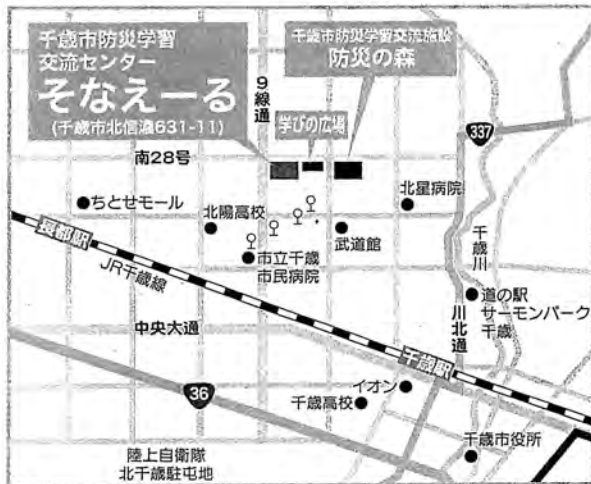 千歳市防災学習
交流センター
そなえーる
(千歳市北信濃631-11)
千歳市防災学習交流施設
防災の森
9線通
学びの広場
337
南28号
ちとせモール
北陽高校
北星病院
武道館
市立千歳
市民病院
長都駅
JR千歳線
千歳川
道の駅
サーモンパーク
千歳
川北通
中央大通
千歳駅
36
イオン
千歳高校
千歳市役所
陸上自衛隊
北千歳駐屯地